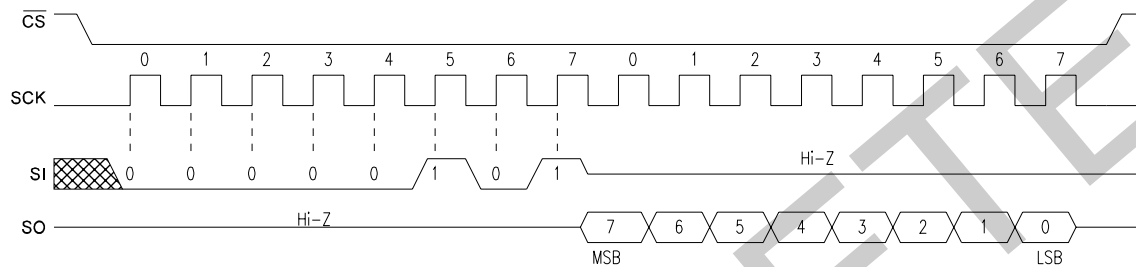 CS
0 1 2 3 4 5 6 7 0 1 2 3 4 5 6 7
SCK
SI 0 0 0 0 0 1 0 1 Hi-Z
SO Hi-Z 7 6 5 4 3 2 1 0
MSB LSB
ETE